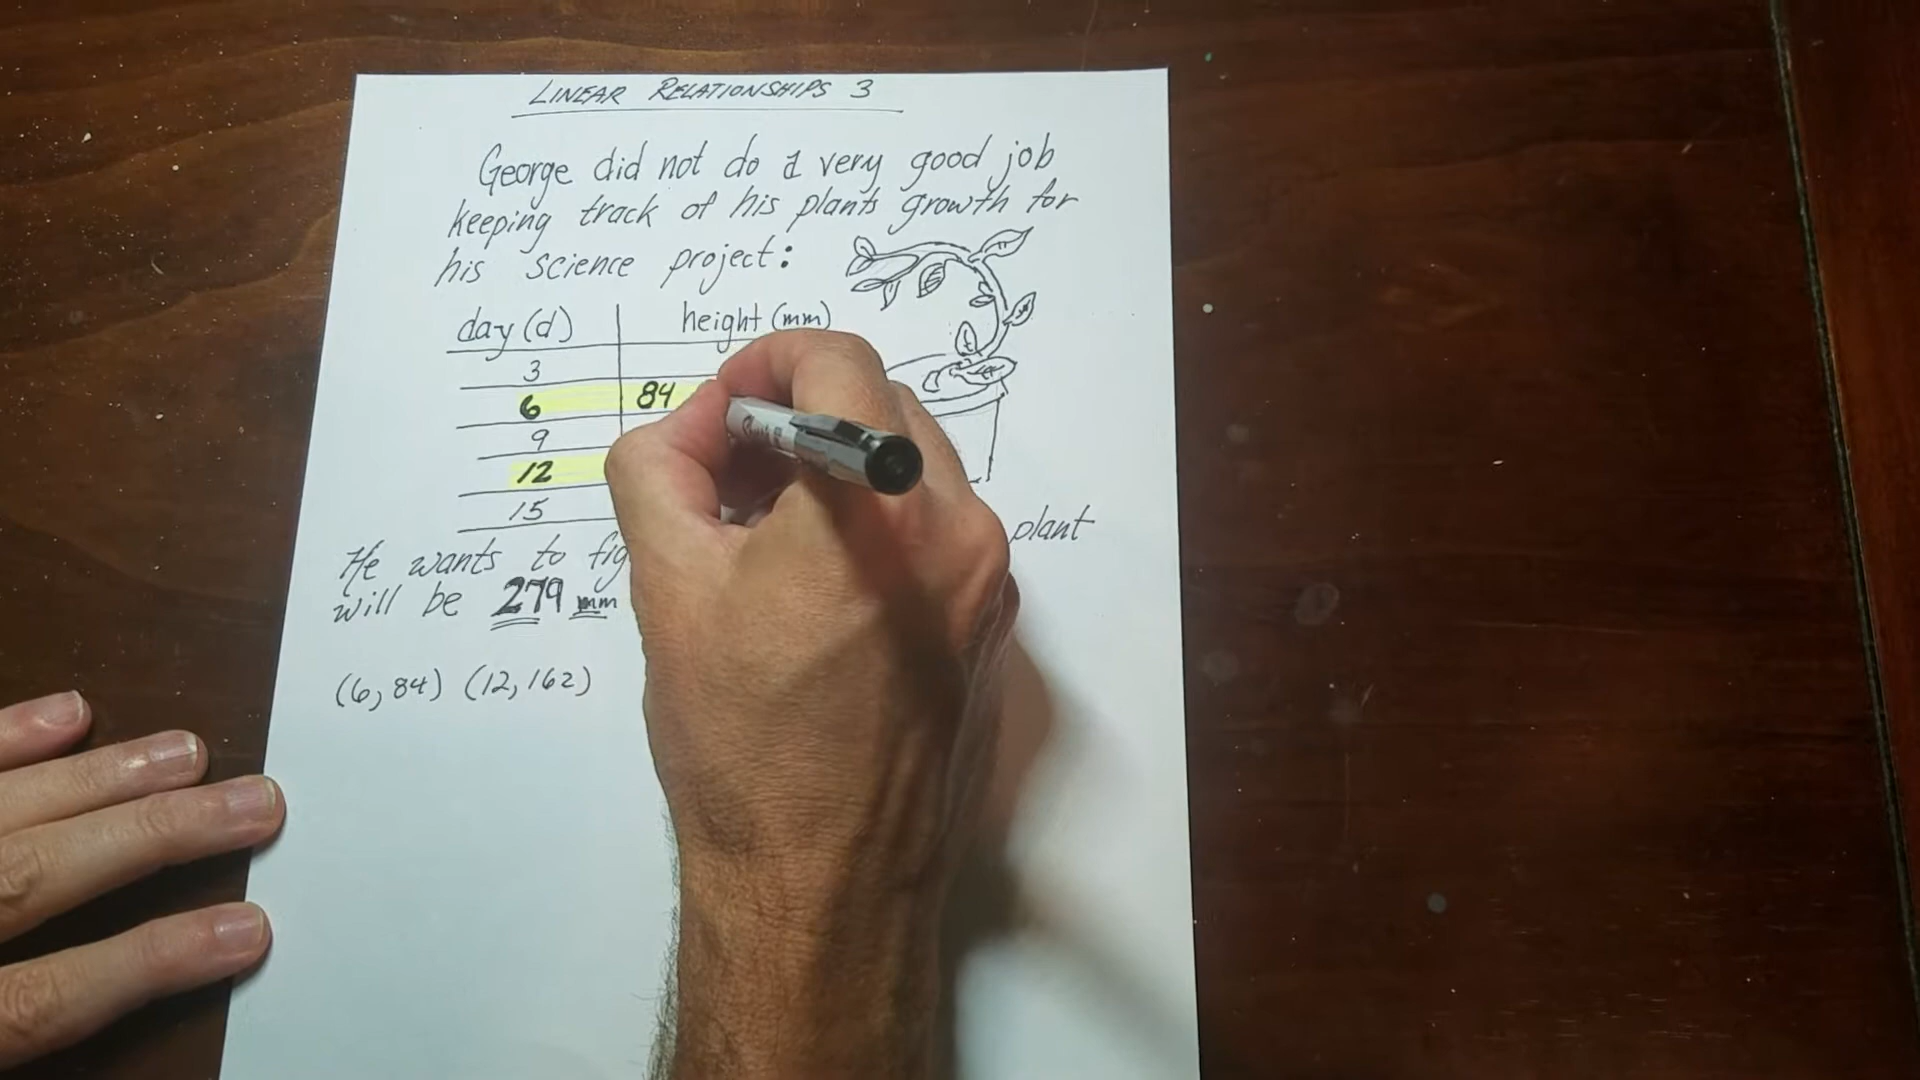 LINEAR RELATIONSHIPS 3
George did not do a very good job
keeping track of his plants growth for
his science project:
day (d) height (mm)
3
6 84
9
12
15
He wants to plant
will be 279 mm
(6, 84) (12, 162)